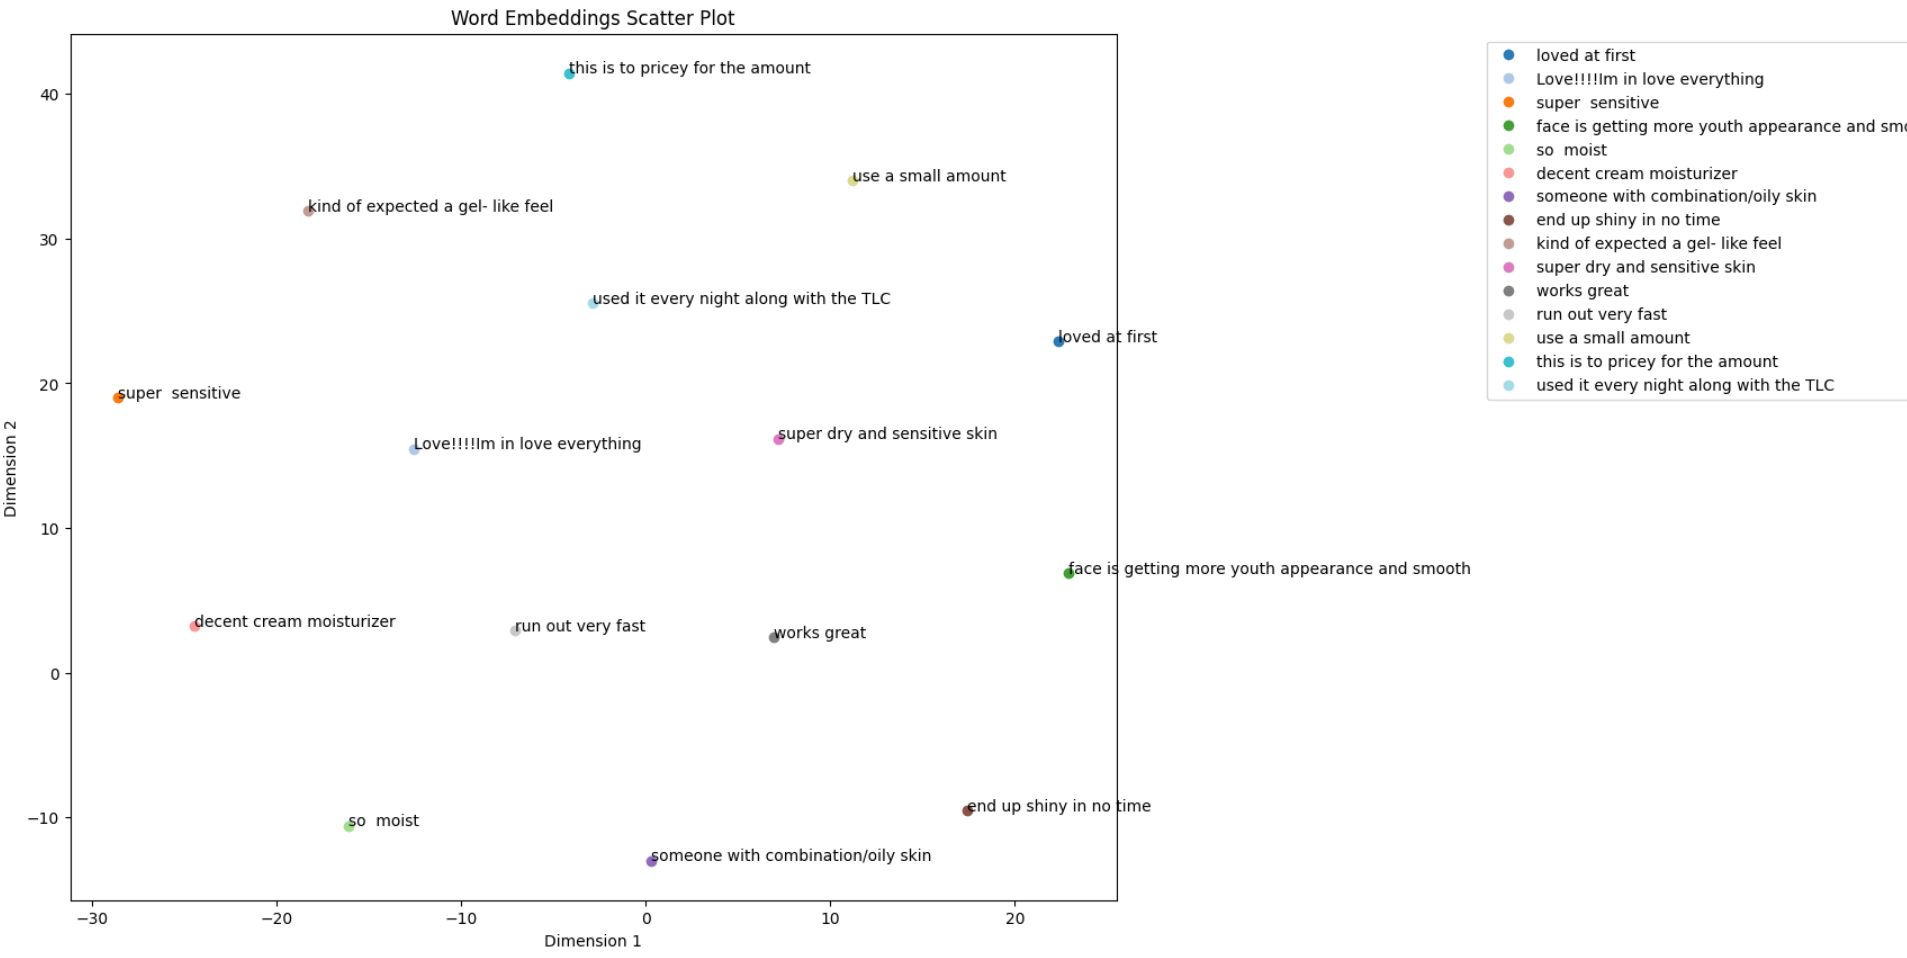 Word Embeddings Scatter Plot
this is to pricey for the amount
use a small amount
kind of expected a gel- like feel
used it every night along with the TLC
loved at first
super  sensitive
Love!!!!Im in love everything
super dry and sensitive skin
face is getting more youth appearance and smooth
decent cream moisturizer
run out very fast
works great
so  moist
end up shiny in no time
someone with combination/oily skin
40
30
20
10
0
−10
−30
−20
−10
0
10
20
Dimension 1
Dimension 2
loved at first
Love!!!!Im in love everything
super  sensitive
face is getting more youth appearance and smo
so  moist
decent cream moisturizer
someone with combination/oily skin
end up shiny in no time
kind of expected a gel- like feel
super dry and sensitive skin
works great
run out very fast
use a small amount
this is to pricey for the amount
used it every night along with the TLC